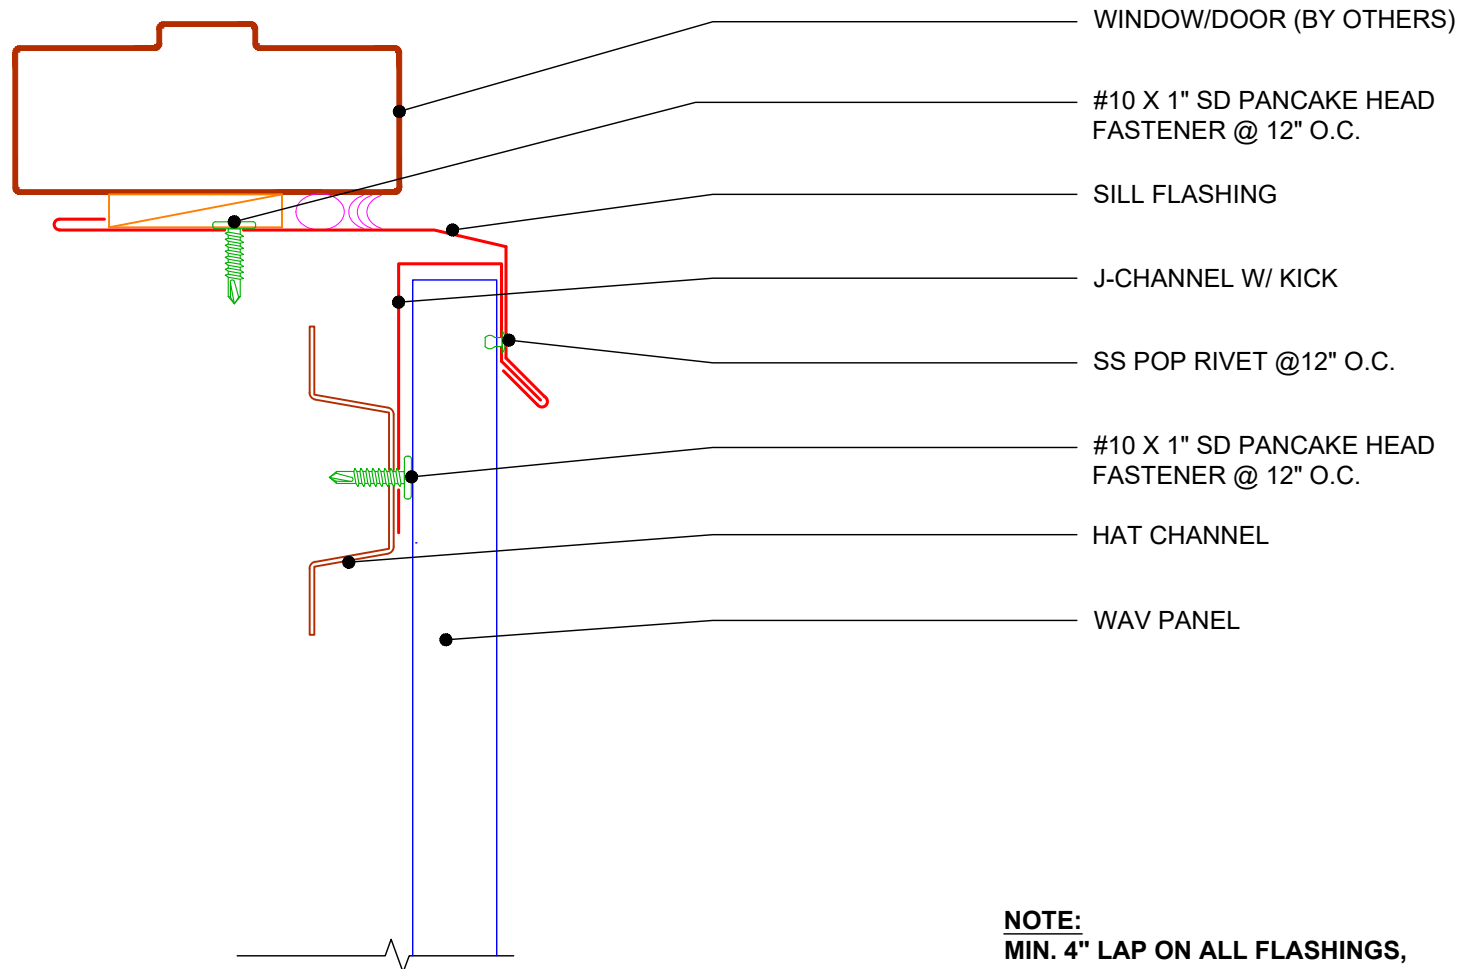 WINDOW/DOOR (BY OTHERS)
#10 X 1" SD PANCAKE HEAD
FASTENER @ 12" O.C.
SILL FLASHING
J-CHANNEL W/ KICK
SS POP RIVET @12" O.C.
#10 X 1" SD PANCAKE HEAD
FASTENER @ 12" O.C.
HAT CHANNEL
WAV PANEL
NOTE:
MIN. 4" LAP ON ALL FLASHINGS,